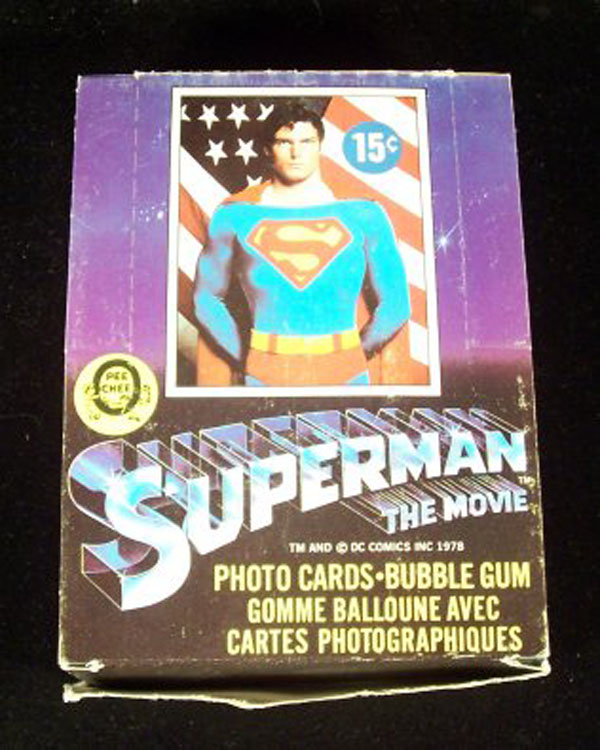 15¢
O
PEE
CHEE
SUPERMAN
THE MOVIE™
TM AND © DC COMICS INC 1978
PHOTO CARDS•BUBBLE GUM
GOMME BALLOUNE AVEC
CARTES PHOTOGRAPHIQUES